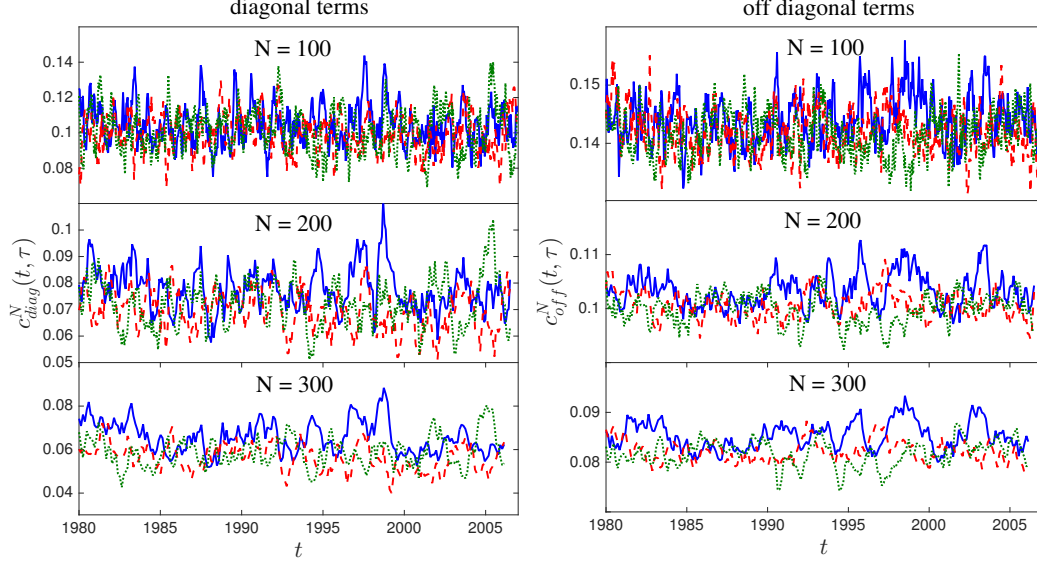 diagonal terms
N = 100
0.14
0.12
0.1
0.08
N = 200
0.1
0.09
0.08
0.07
0.06
0.05
N = 300
0.08
0.06
0.04
1980 1985 1990 1995 2000 2005
t
c^N_{diag}(t, τ)
off diagonal terms
N = 100
0.15
0.14
N = 200
0.11
0.1
N = 300
0.09
0.08
1980 1985 1990 1995 2000 2005
t
c^N_{off}(t, τ)